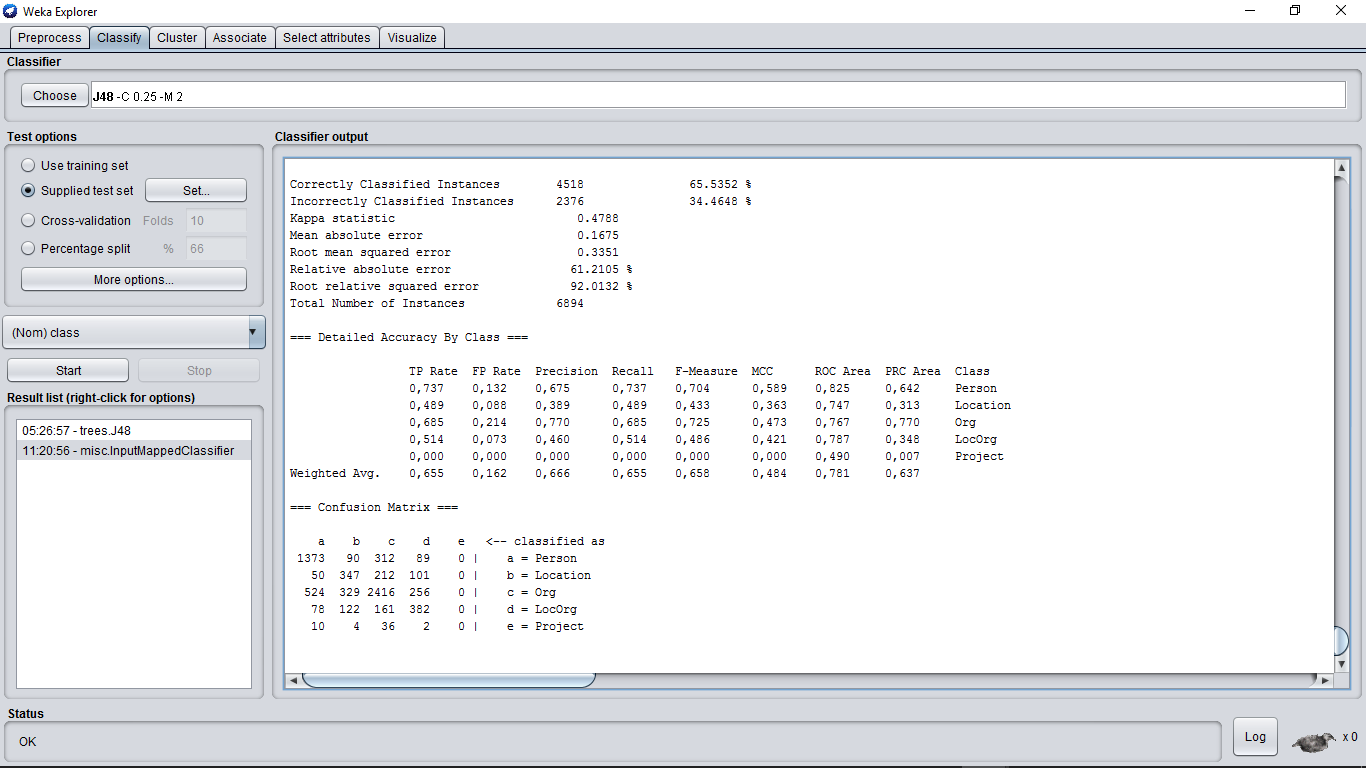 Weka Explorer
Preprocess Classify Cluster Associate Select attributes Visualize
Classifier
Choose J48 -C 0.25 -M 2
Test options
Use training set
Supplied test set Set...
Cross-validation Folds 10
Percentage split % 66
More options...
(Nom) class
Start Stop
Result list (right-click for options)
05:26:57 - trees.J48
11:20:56 - misc.InputMappedClassifier
Classifier output
Correctly Classified Instances 4518 65.5352 %
Incorrectly Classified Instances 2376 34.4648 %
Kappa statistic 0.4788
Mean absolute error 0.1675
Root mean squared error 0.3351
Relative absolute error 61.2105 %
Root relative squared error 92.0132 %
Total Number of Instances 6894
=== Detailed Accuracy By Class ===
TP Rate FP Rate Precision Recall F-Measure MCC ROC Area PRC Area Class
0,737 0,132 0,675 0,737 0,704 0,589 0,825 0,642 Person
0,489 0,088 0,389 0,489 0,433 0,363 0,747 0,313 Location
0,685 0,214 0,770 0,685 0,725 0,473 0,767 0,770 Org
0,514 0,073 0,460 0,514 0,486 0,421 0,787 0,348 LocOrg
0,000 0,000 0,000 0,000 0,000 0,000 0,490 0,007 Project
Weighted Avg. 0,655 0,162 0,666 0,655 0,658 0,484 0,781 0,637
=== Confusion Matrix ===
a b c d e <-- classified as
1373 90 312 89 0 | a = Person
50 347 212 101 0 | b = Location
524 329 2416 256 0 | c = Org
78 122 161 382 0 | d = LocOrg
10 4 36 2 0 | e = Project
Status
OK
Log x 0